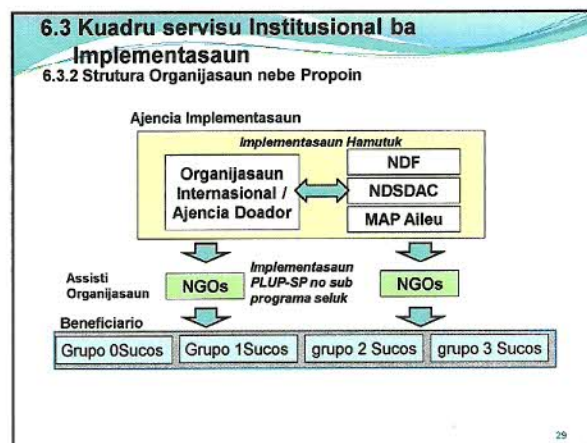 6.3 Kuadru servisu Institusional ba
Implementasaun
6.3.2 Strutura Organijasaun nebe Propoin
Ajencia Implementasaun
Implementasaun Hamutuk
Organijasaun
Internasional /
Ajencia Doador
NDF
NDSDAC
MAP Aileu
Assisti
Organijasaun
NGOs
Implementasaun
PLUP-SP no sub
programa seluk
NGOs
Beneficiario
Grupo 0Sucos
Grupo 1Sucos
grupo 2 Sucos
grupo 3 Sucos
29